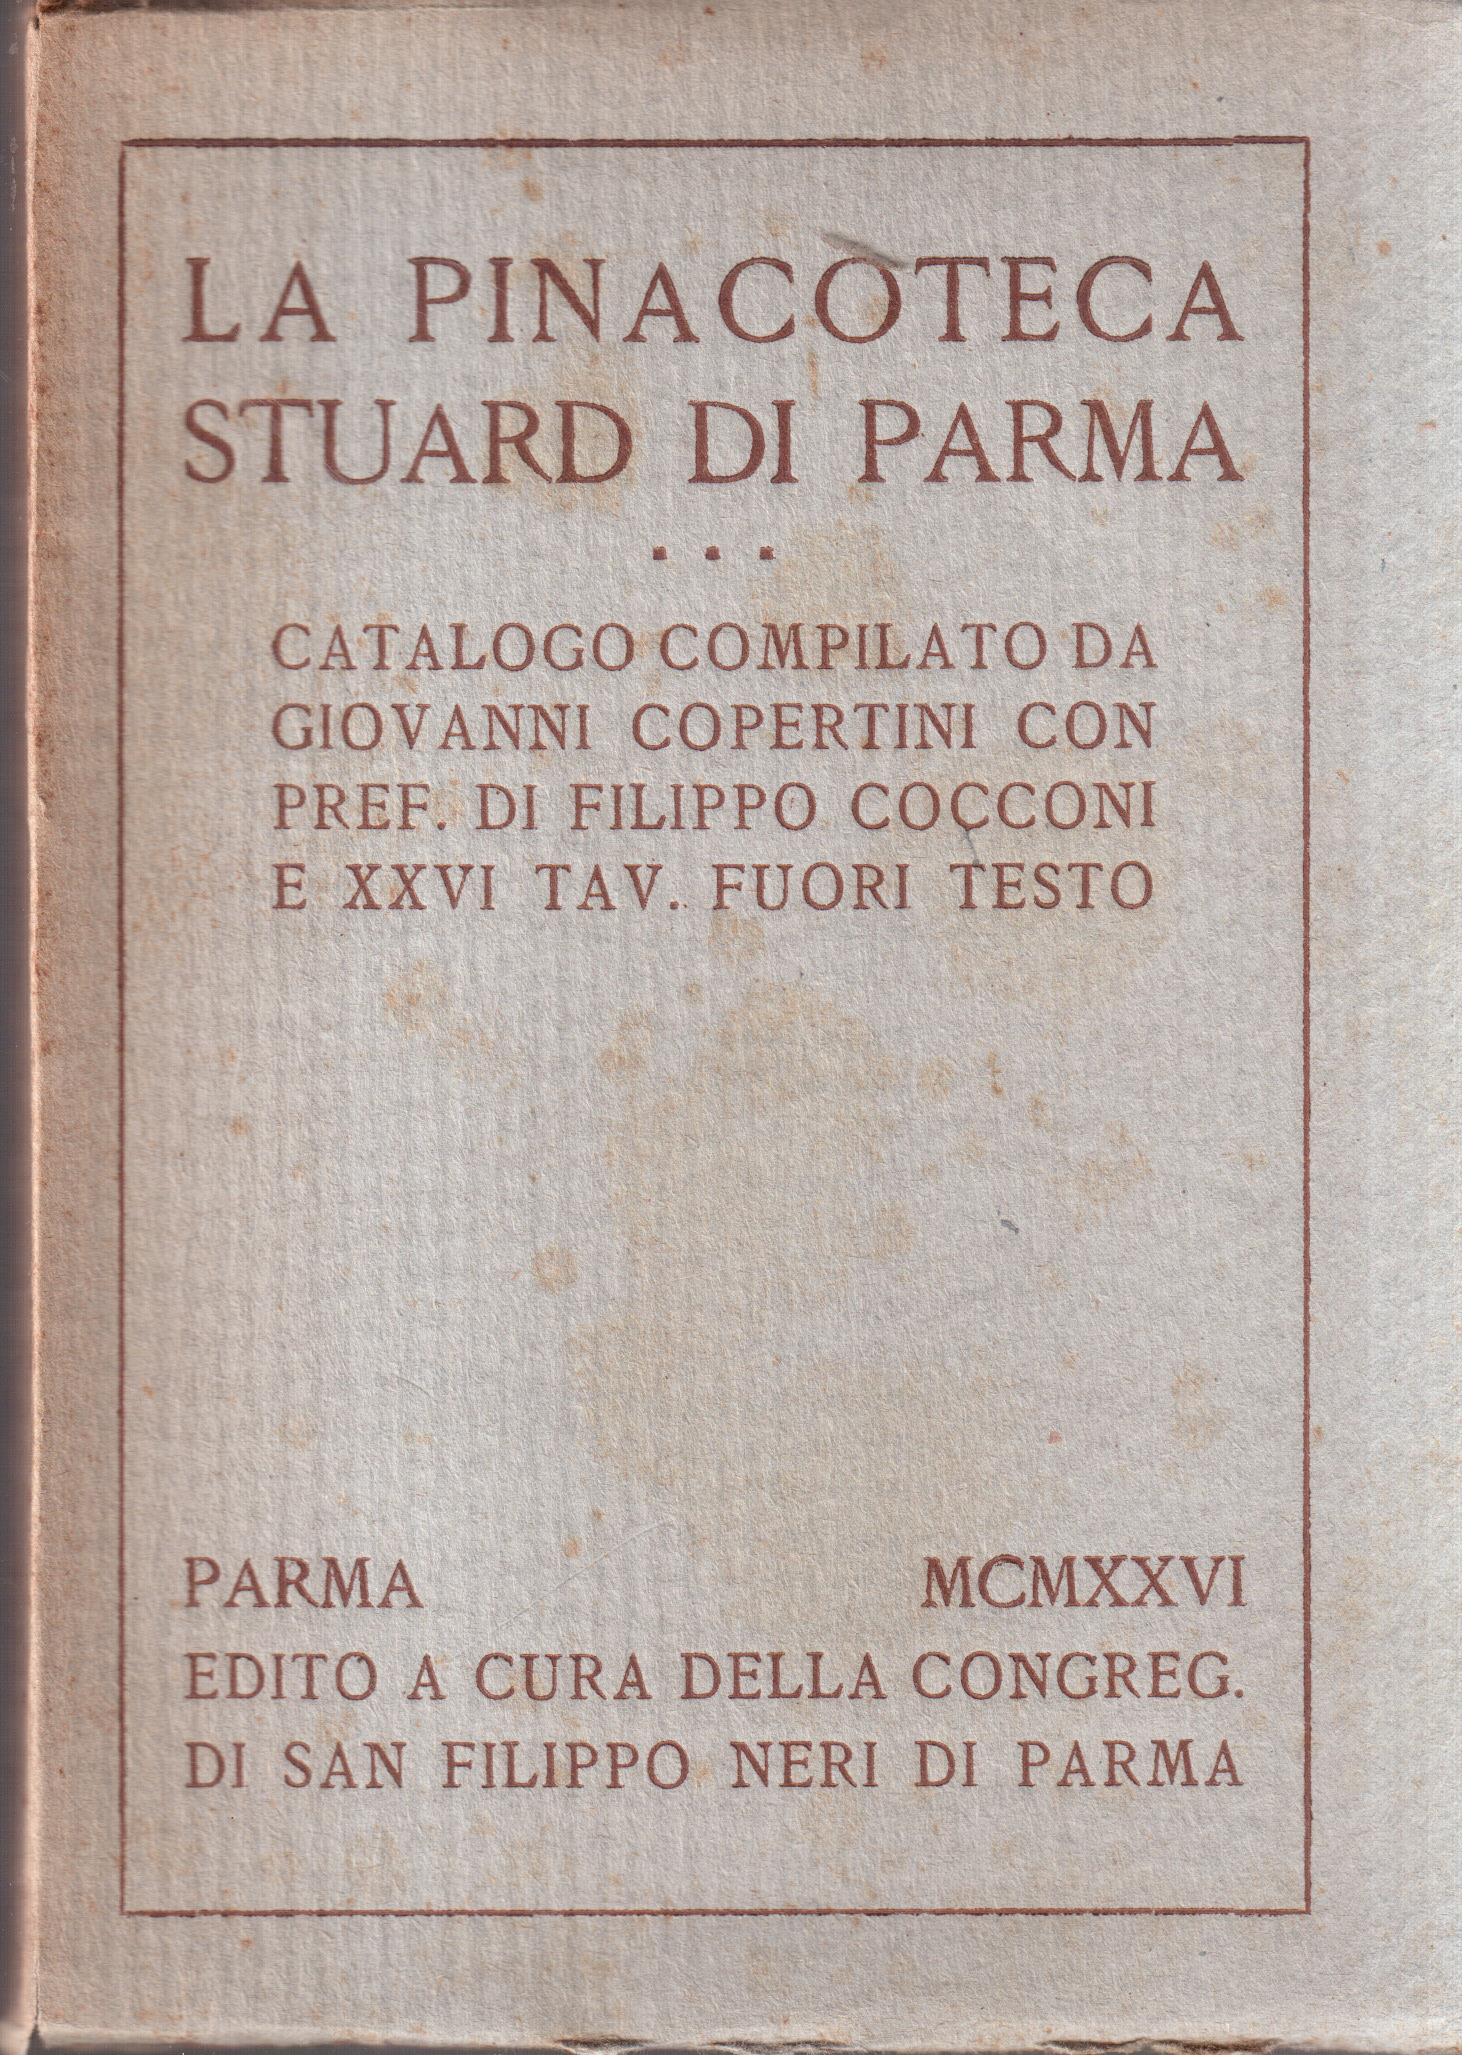 LA PINACOTECA
STUARD DI PARMA
...
CATALOGO COMPILATO DA
GIOVANNI COPERTINI CON
PREF. DI FILIPPO COCCONI
E XXVI TAV. FUORI TESTO
PARMA MCMXXVI
EDITO A CURA DELLA CONGREG.
DI SAN FILIPPO NERI DI PARMA